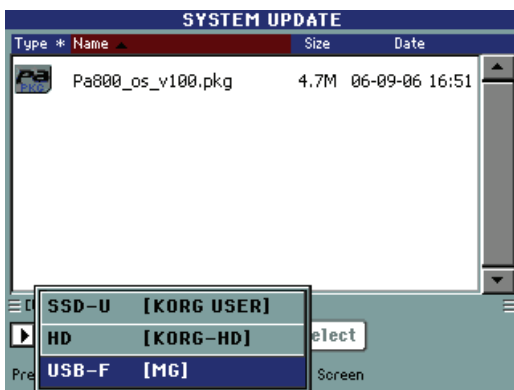 SYSTEM UPDATE
Type * Name Size Date
Pa PKG Pa800_os_v100.pkg 4.7M 06-09-06 16:51
SSD-U [KORG USER]
HD [KORG-HD] elect
USB-F [MG]
Pre Screen